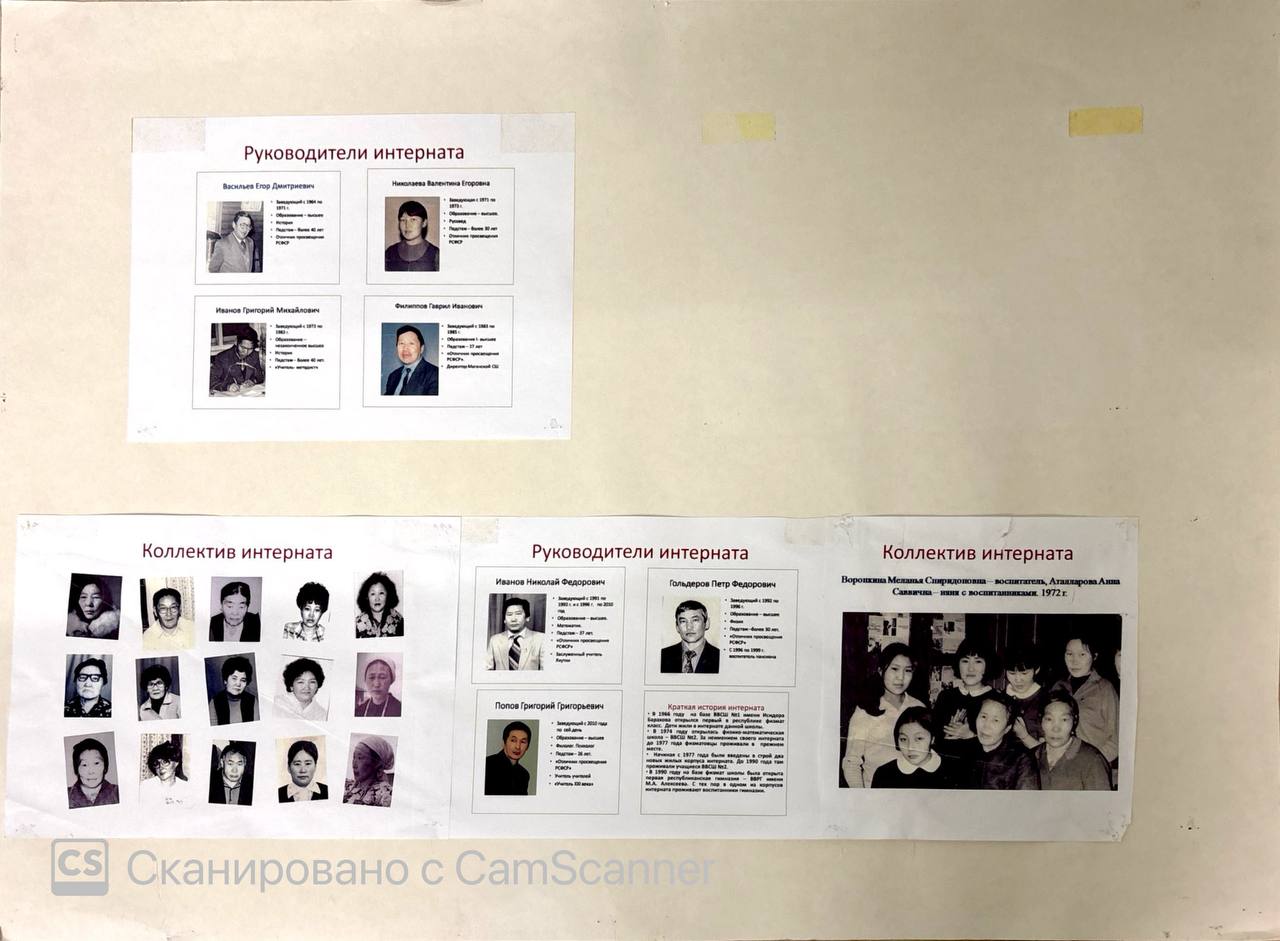 Руководители интерната
Васильев Егор Дмитриевич
• Заведующий с 1964 по
1971 г.
• Образование – высшее
• История
• Педстаж – более 40 лет
• Отличник просвещения
РСФСР
Николаева Валентина Егоровна
• Заведующая с 1971 по
1973 г.
• Образование – высшее.
• Русовед
• Педстаж – более 30 лет
• Отличник просвещения
РСФСР
Иванов Григорий Михайлович
• Заведующий с 1973 по
1983 г.
• Образование –
незаконченное высшее
• История
• Педстаж - более 40 лет.
• «Учитель- методист»
Филиппов Гаврил Иванович
• Заведующий с 1983 по
1985 г.
• Образование \- высшее
• Педстаж – 37 лет
• «Отличник просвещения
РСФСР».
• Директор Маганской СШ
Коллектив интерната
Руководители интерната
Иванов Николай Федорович
• Заведующий с 1991 по
1992 г. и с 1996 г. по 2010
год
• Образование – высшее.
• Математик.
• Педстаж – 37 лет.
• «Отличник просвещения
РСФСР»
• Заслуженный учитель
Якутии
Гольдеров Петр Федорович
• Заведующий с 1992 по
1996 г.
• Образование – высшее
• Физик
• Педстаж –более 30 лет.
• «Отличник просвещения
РСФСР»
• С 1996 по 1999 г.
воспитатель пансиона
Попов Григорий Григорьевич
• Заведующий с 2010 года
по сей день
• Образование – высшее
• Филолог. Психолог
• Педстаж – 26 лет.
• «Отличник просвещения
РФ»
• Учитель учителей
• «Учитель XXI века»
Краткая история интерната
• В 1966 году на базе ВВСШ №1 имени Исидора
Барахова открылся первый в республике физмат
класс. Дети жили в интернате данной школы.
• В 1974 году открылась физико-математическая
школа – ВВСШ №2. За неимением своего интерната
до 1977 года физматовцы проживали в прежнем
месте.
• Начиная с 1977 года были введены в строй два
новых жилых корпуса интерната. До 1990 года там
проживали учащиеся ВВСШ №2.
• В 1990 году на базе физмат школы была открыта
первая республиканская гимназия – ВВРГ имени
М.А. Алексеева. С тех пор в одном из корпусов
интерната проживают воспитанники гимназии.
Коллектив интерната
Воронкина Меланья Спиридоновна – воспитатель, Аталларова Анна
Саввична – няня с воспитанниками. 1972 г.
CS Сканировано с CamScanner